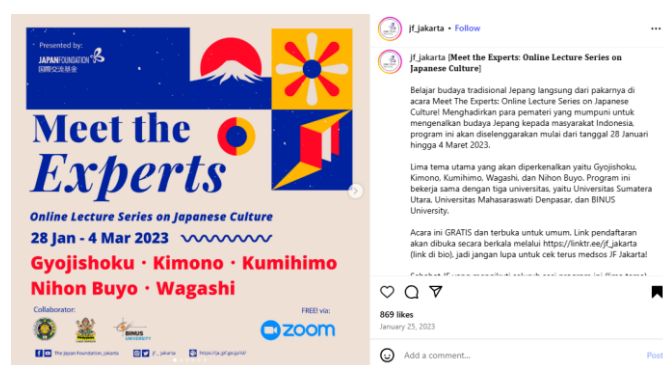 Presented by:
JAPANFOUNDATION
国際交流基金
Meet the
Experts
Online Lecture Series on Japanese Culture
28 Jan - 4 Mar 2023
Gyojishoku · Kimono · Kumihimo
Nihon Buyo · Wagashi
Collaborator:
BINUS
UNIVERSITY
FREE! via:
zoom
The Japan Foundation, Jakarta
jf_jakarta
https://ja.jpf.go.jp/id/
jf_jakarta • Follow
jf_jakarta [Meet the Experts: Online Lecture Series on
Japanese Culture]
Belajar budaya tradisional Jepang langsung dari pakarnya di
acara Meet The Experts: Online Lecture Series on Japanese
Culture! Menghadirkan para pemateri yang mumpuni untuk
mengenalkan budaya Jepang kepada masyarakat Indonesia,
program ini akan diselenggarakan mulai dari tanggal 28 Januari
hingga 4 Maret 2023.
Lima tema utama yang akan diperkenalkan yaitu Gyojishoku,
Kimono, Kumihimo, Wagashi, dan Nihon Buyo. Program ini
bekerja sama dengan tiga universitas, yaitu Universitas Sumatera
Utara, Universitas Mahasaraswati Denpasar, dan BINUS
University.
Acara ini GRATIS dan terbuka untuk umum. Link pendaftaran
akan dibuka secara berkala melalui https://linktr.ee/jf_jakarta
(link di bio), jadi jangan lupa untuk cek terus medsos JF Jakarta!
869 likes
January 25, 2023
Add a comment...
Post